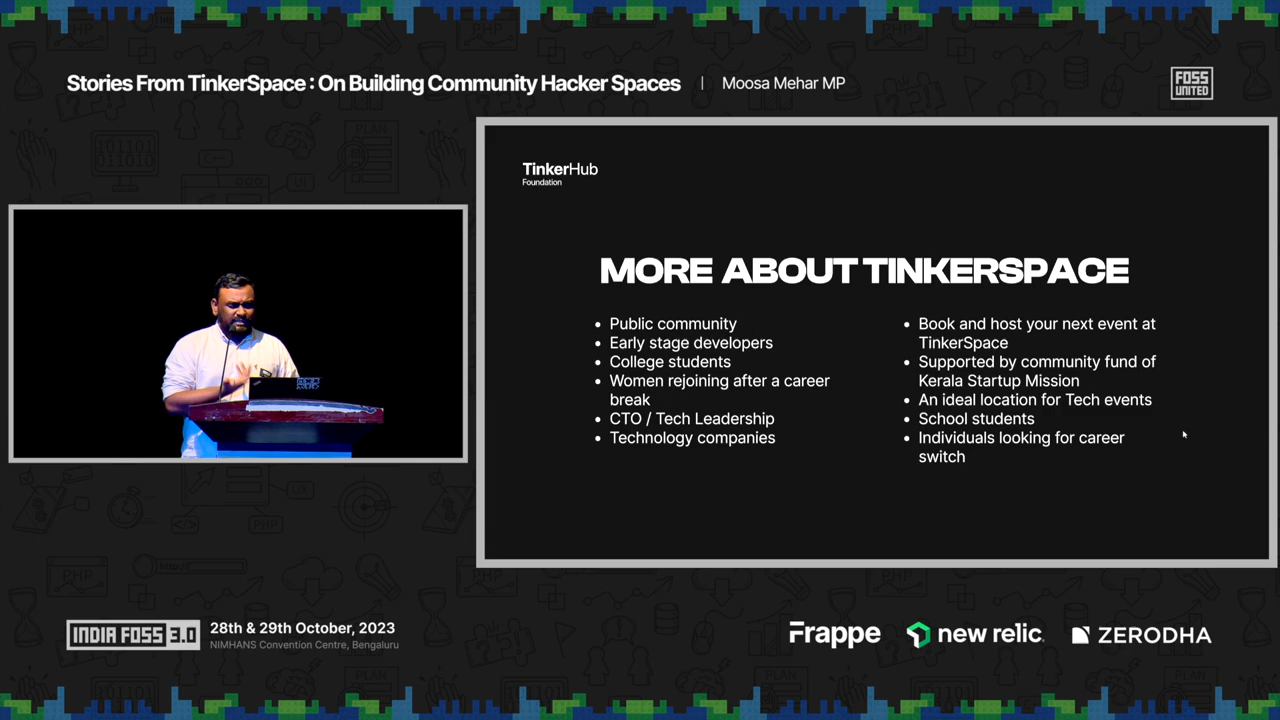 Stories From TinkerSpace : On Building Community Hacker Spaces | Moosa Mehar MP
FOSS
UNITED
TinkerHub
Foundation
MORE ABOUT TINKERSPACE
• Public community
• Early stage developers
• College students
• Women rejoining after a career
break
• CTO / Tech Leadership
• Technology companies
• Book and host your next event at
TinkerSpace
• Supported by community fund of
Kerala Startup Mission
• An ideal location for Tech events
• School students
• Individuals looking for career
switch
INDIA FOSS 3.0
28th & 29th October, 2023
NIMHANS Convention Centre, Bengaluru
Frappe
new relic
ZERODHA